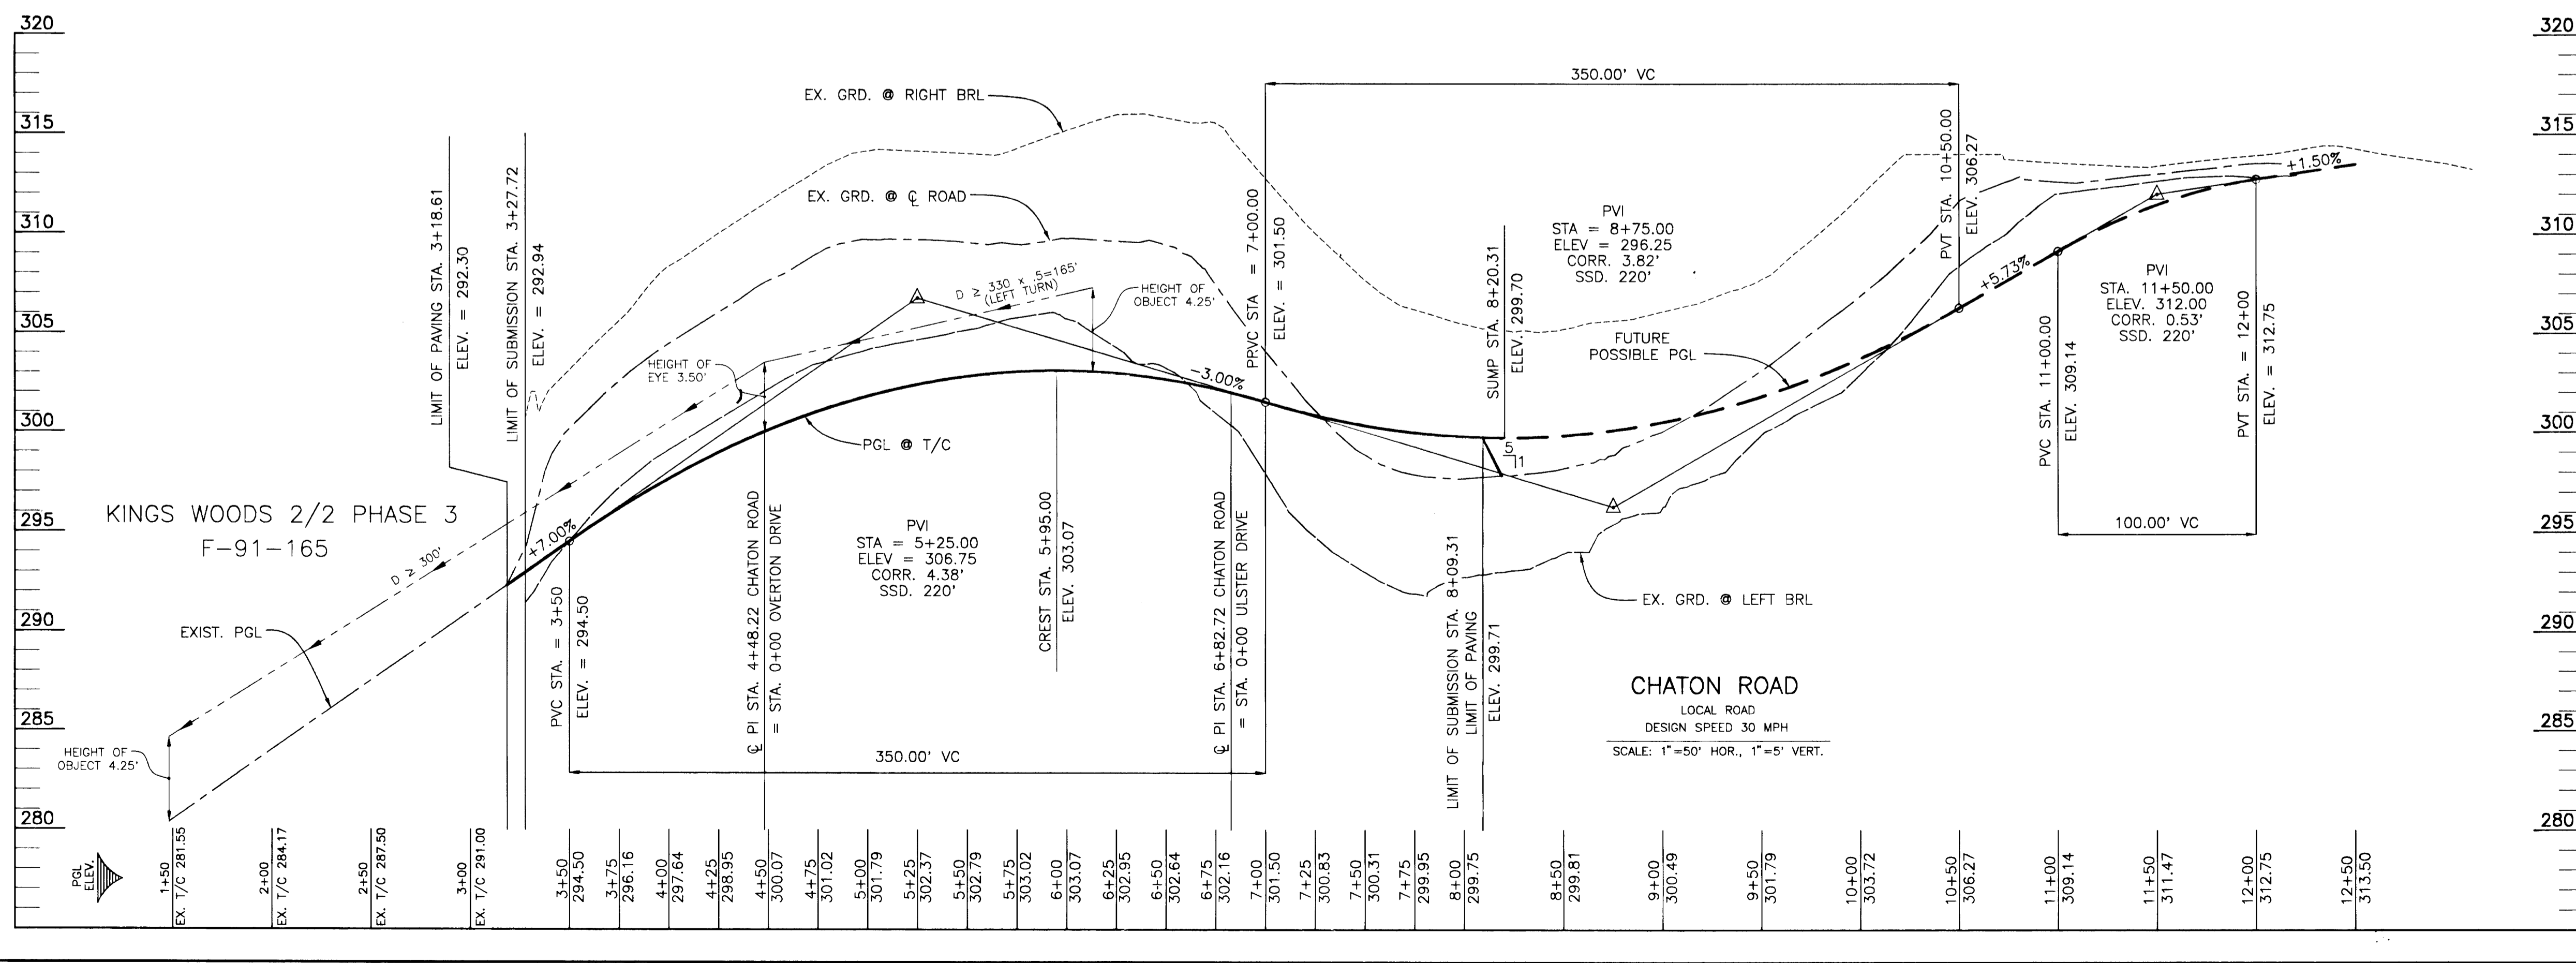 320
315
310
305
300
295
290
285
280
320
315
310
305
300
295
290
285
280
KINGS WOODS 2/2 PHASE 3
F-91-165
LIMIT OF PAVING STA. 3+18.61
ELEV. = 292.30
LIMIT OF SUBMISSION STA. 3+27.72
ELEV. = 292.94
EX. GRD. @ RIGHT BRL
EX. GRD. @ ℄ ROAD
D ≥ 330 x .5=165'
(LEFT TURN)
HEIGHT OF
OBJECT 4.25'
HEIGHT OF
EYE 3.50'
PGL @ T/C
D ≥ 300'
EXIST. PGL
HEIGHT OF
OBJECT 4.25'
+7.00%
PVC STA. = 3+50
ELEV. = 294.50
℄ PI STA. 4+48.22 CHATON ROAD
= STA. 0+00 OVERTON DRIVE
PVI
STA = 5+25.00
ELEV = 306.75
CORR. 4.38'
SSD. 220'
CREST STA. 5+95.00
ELEV. 303.07
℄ PI STA. 6+82.72 CHATON ROAD
= STA. 0+00 ULSTER DRIVE
350.00' VC
-3.00%
PRVC STA = 7+00.00
ELEV. = 301.50
350.00' VC
PVI
STA = 8+75.00
ELEV = 296.25
CORR. 3.82'
SSD. 220'
SUMP STA. 8+20.31
ELEV. 299.70
5
1
LIMIT OF SUBMISSION STA. 8+09.31
LIMIT OF PAVING
ELEV. 299.71
FUTURE
POSSIBLE PGL
EX. GRD. @ LEFT BRL
PVT STA. 10+50.00
ELEV. 306.27
+5.73%
PVC STA. 11+00.00
ELEV. 309.14
PVI
STA. 11+50.00
ELEV. 312.00
CORR. 0.53'
SSD. 220'
100.00' VC
PVT STA. = 12+00
ELEV. = 312.75
+1.50%
CHATON ROAD
LOCAL ROAD
DESIGN SPEED 30 MPH
SCALE: 1"=50' HOR., 1"=5' VERT.
PGL
ELEV.
1+50
EX. T/C 281.55
2+00
EX. T/C 284.17
2+50
EX. T/C 287.50
3+00
EX. T/C 291.00
3+50
294.50
3+75
296.16
4+00
297.64
4+25
298.95
4+50
300.07
4+75
301.02
5+00
301.79
5+25
302.37
5+50
302.79
5+75
303.02
6+00
303.07
6+25
302.95
6+50
302.64
6+75
302.16
7+00
301.50
7+25
300.83
7+50
300.31
7+75
299.95
8+00
299.75
8+50
299.81
9+00
300.49
9+50
301.79
10+00
303.72
10+50
306.27
11+00
309.14
11+50
311.47
12+00
312.75
12+50
313.50